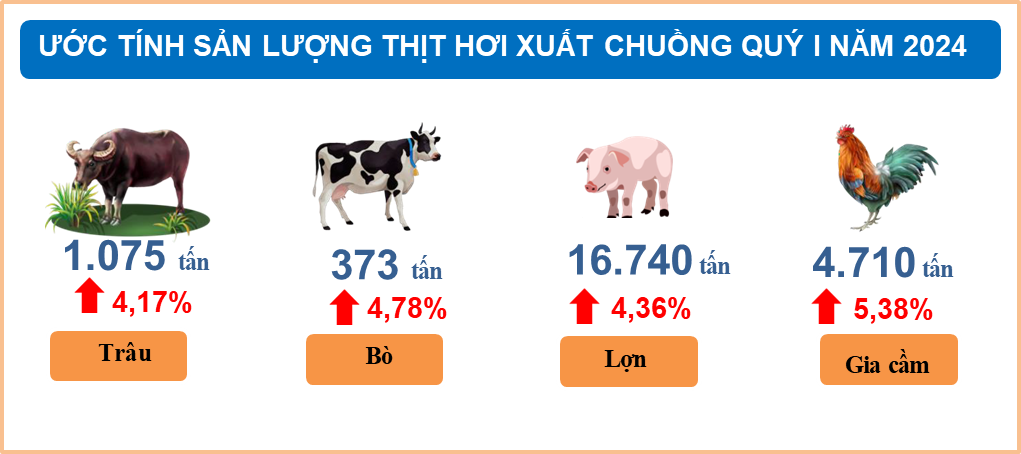 ƯỚC TÍNH SẢN LƯỢNG THỊT HƠI XUẤT CHUỒNG QUÝ I NĂM 2024
1.075 tấn
4,17%
Trâu
373 tấn
4,78%
Bò
16.740 tấn
4,36%
Lợn
4.710 tấn
5,38%
Gia cầm